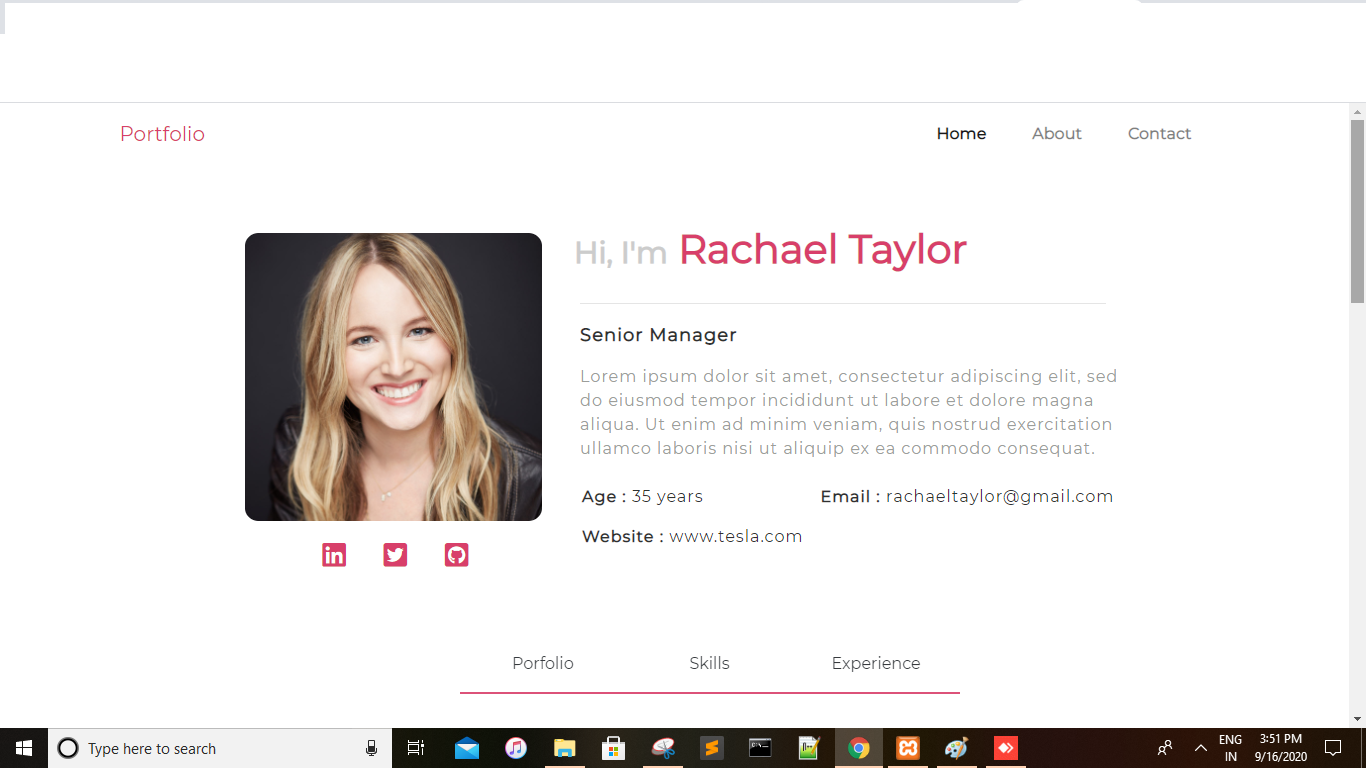 Portfolio
Home About Contact
Hi, I'm Rachael Taylor
Senior Manager
Lorem ipsum dolor sit amet, consectetur adipiscing elit, sed
do eiusmod tempor incididunt ut labore et dolore magna
aliqua. Ut enim ad minim veniam, quis nostrud exercitation
ullamco laboris nisi ut aliquip ex ea commodo consequat.
Age : 35 years Email : rachaeltaylor@gmail.com
Website : www.tesla.com
in
Porfolio Skills Experience
Type here to search
ENG 3:51 PM
IN 9/16/2020